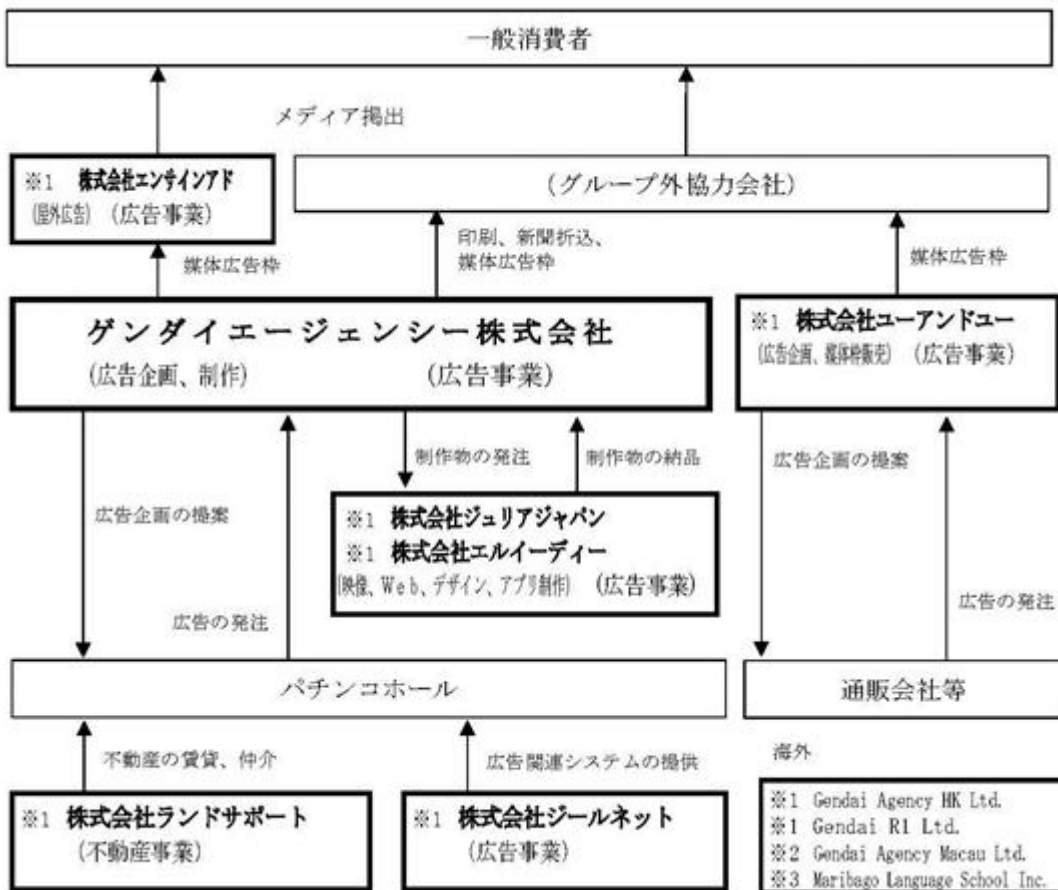 一般消費者
メディア掲出
※1 株式会社エンサインアド
(屋外広告) (広告事業)
(グループ外協力会社)
媒体広告枠
印刷、新聞折込、
媒体広告枠
媒体広告枠
ゲンダイエージェンシー株式会社
(広告企画、制作) (広告事業)
※1 株式会社ユーアンドユー
(広告企画、媒体枠販売) (広告事業)
制作物の発注
制作物の納品
広告企画の提案
広告企画の提案
※1 株式会社ジュリアジャパン
※1 株式会社エルイーディー
(映像、Web、デザイン、アプリ制作) (広告事業)
広告の発注
広告の発注
パチンコホール
通販会社等
不動産の賃貸、仲介
広告関連システムの提供
海外
※1 株式会社ランドサポート
(不動産事業)
※1 株式会社ジールネット
(広告事業)
※1 Gendai Agency HK Ltd.
※1 Gendai R1 Ltd.
※2 Gendai Agency Macau Ltd.
※3 Maribago Language School Inc.